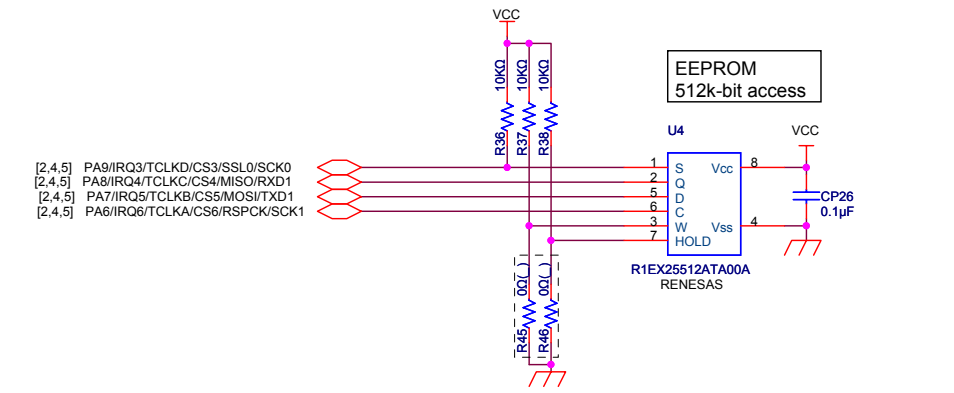 VCC
10KΩ
10KΩ
10KΩ
R36
R37
R38
EEPROM
512k-bit access
U4
VCC
[2,4,5] PA9/IRQ3/TCLKD/CS3/SSL0/SCK0
[2,4,5] PA8/IRQ4/TCLKC/CS4/MISO/RXD1
[2,4,5] PA7/IRQ5/TCLKB/CS5/MOSI/TXD1
[2,4,5] PA6/IRQ6/TCLKA/CS6/RSPCK/SCK1
1 S Vcc 8
2 Q
5 D
6 C
3 W Vss 4
7 HOLD
CP26
0.1µF
R1EX25512ATA00A
RENESAS
0Ω(_)
0Ω(_)
R45
R46